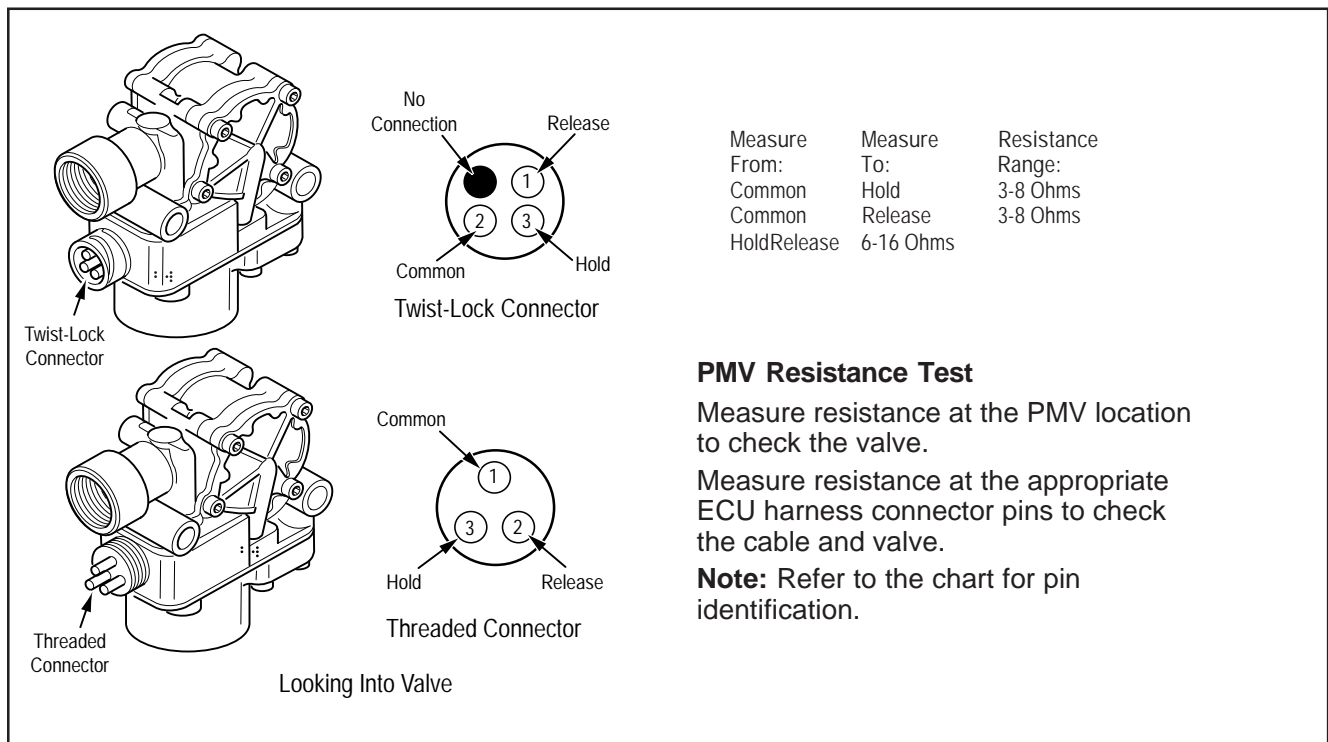 No
Connection
Release
1
2
3
Common
Hold
Twist-Lock Connector
Twist-Lock
Connector
Measure Measure Resistance
From: To: Range:
Common Hold 3-8 Ohms
Common Release 3-8 Ohms
HoldRelease 6-16 Ohms
Common
1
3
2
Hold
Release
Threaded Connector
Threaded
Connector
Looking Into Valve
PMV Resistance Test
Measure resistance at the PMV location
to check the valve.
Measure resistance at the appropriate
ECU harness connector pins to check
the cable and valve.
Note: Refer to the chart for pin
identification.